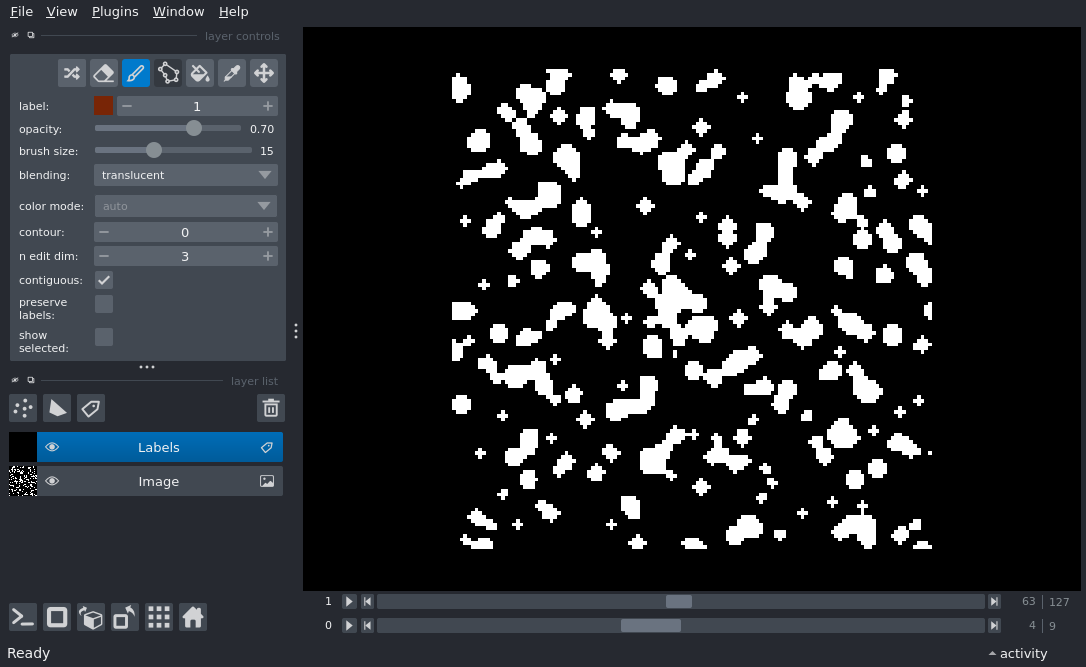 File View Plugins Window Help
layer controls
label: 1
opacity: 0.70
brush size: 15
blending: translucent
color mode: auto
contour: 0
n edit dim: 3
contiguous:
preserve
labels:
show
selected:
layer list
Labels
Image
1 63 127
0 4 9
Ready activity